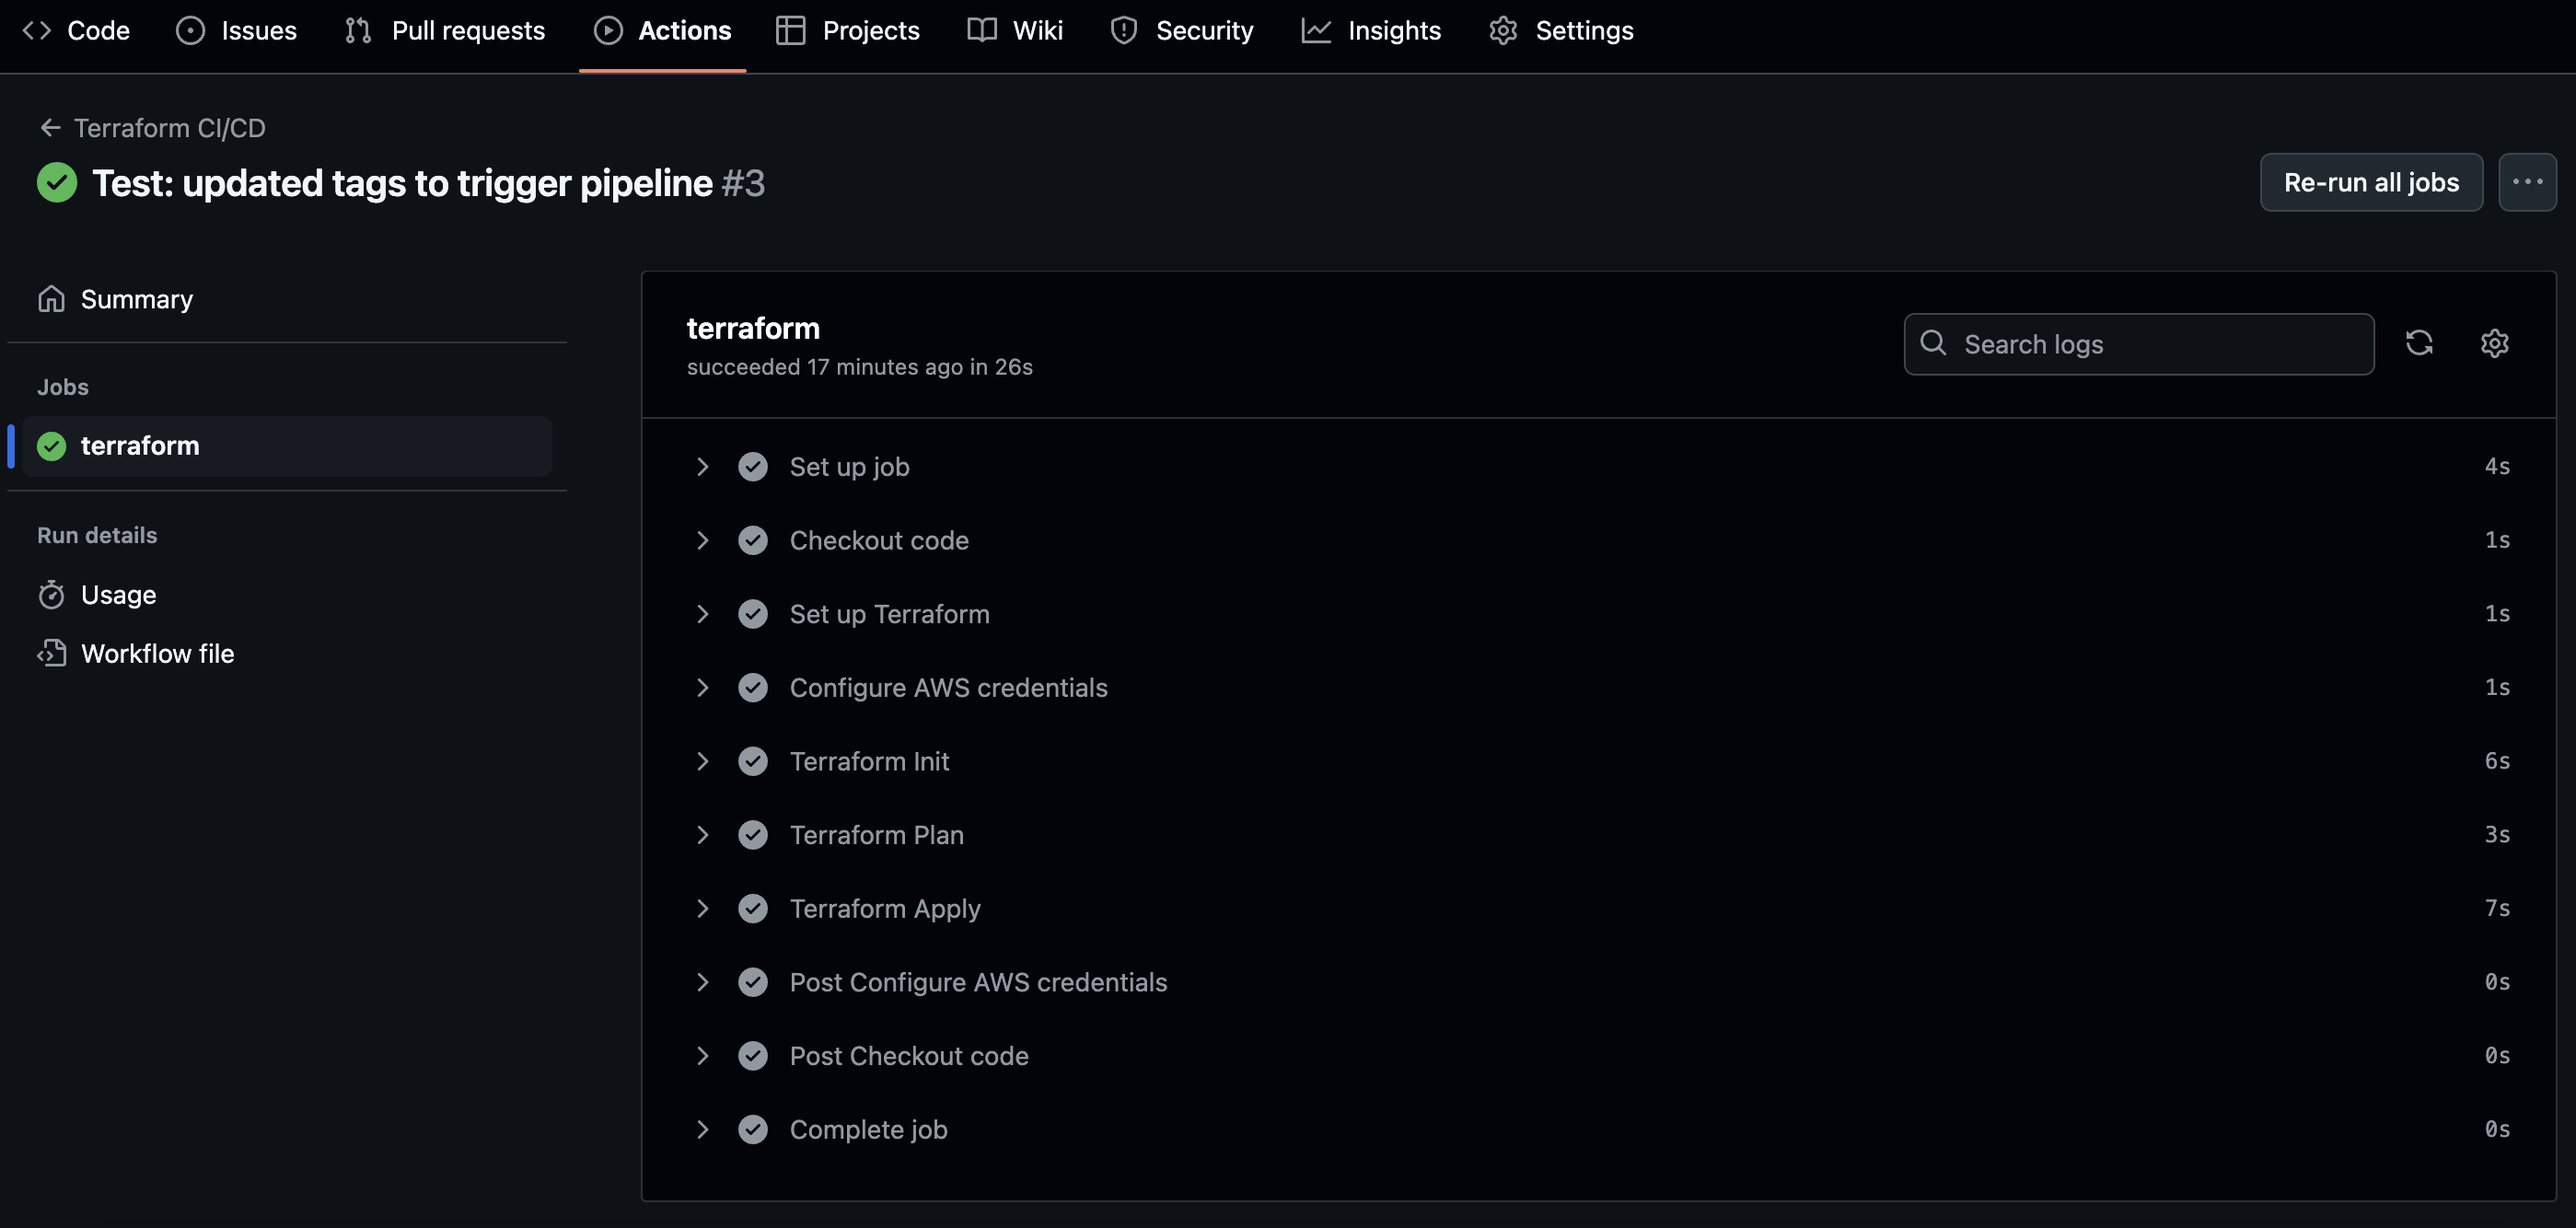 Code Issues Pull requests Actions Projects Wiki Security Insights Settings
Terraform CI/CD
Test: updated tags to trigger pipeline #3
Re-run all jobs
Summary
Jobs
terraform
Run details
Usage
Workflow file
terraform
succeeded 17 minutes ago in 26s
Search logs
Set up job 4s
Checkout code 1s
Set up Terraform 1s
Configure AWS credentials 1s
Terraform Init 6s
Terraform Plan 3s
Terraform Apply 7s
Post Configure AWS credentials 0s
Post Checkout code 0s
Complete job 0s